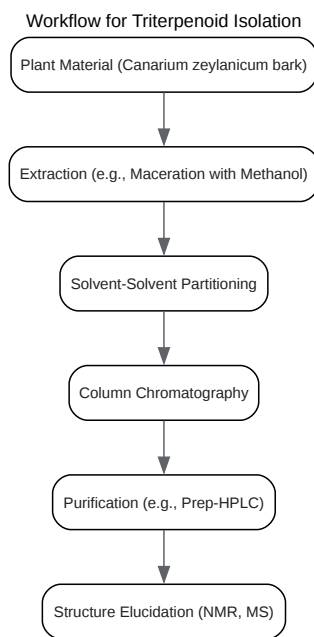 Workflow for Triterpenoid Isolation
Plant Material (Canarium zeylanicum bark)
Extraction (e.g., Maceration with Methanol)
Solvent-Solvent Partitioning
Column Chromatography
Purification (e.g., Prep-HPLC)
Structure Elucidation (NMR, MS)